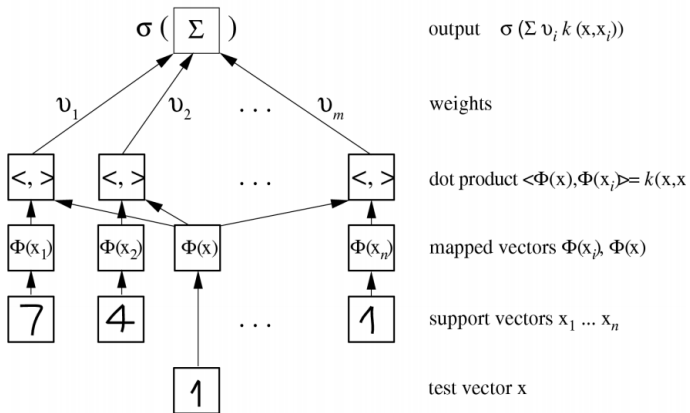 σ ( Σ ) output σ (Σ υi k (x,xi))
υ1 υ2 . . . υm weights
<, > <, > . . . <, > dot product <Φ(x),Φ(xi)>= k(x,x
Φ(x1) Φ(x2) Φ(x) Φ(xn) mapped vectors Φ(xi), Φ(x)
7 4 . . . 1 support vectors x1 ... xn
1 test vector x